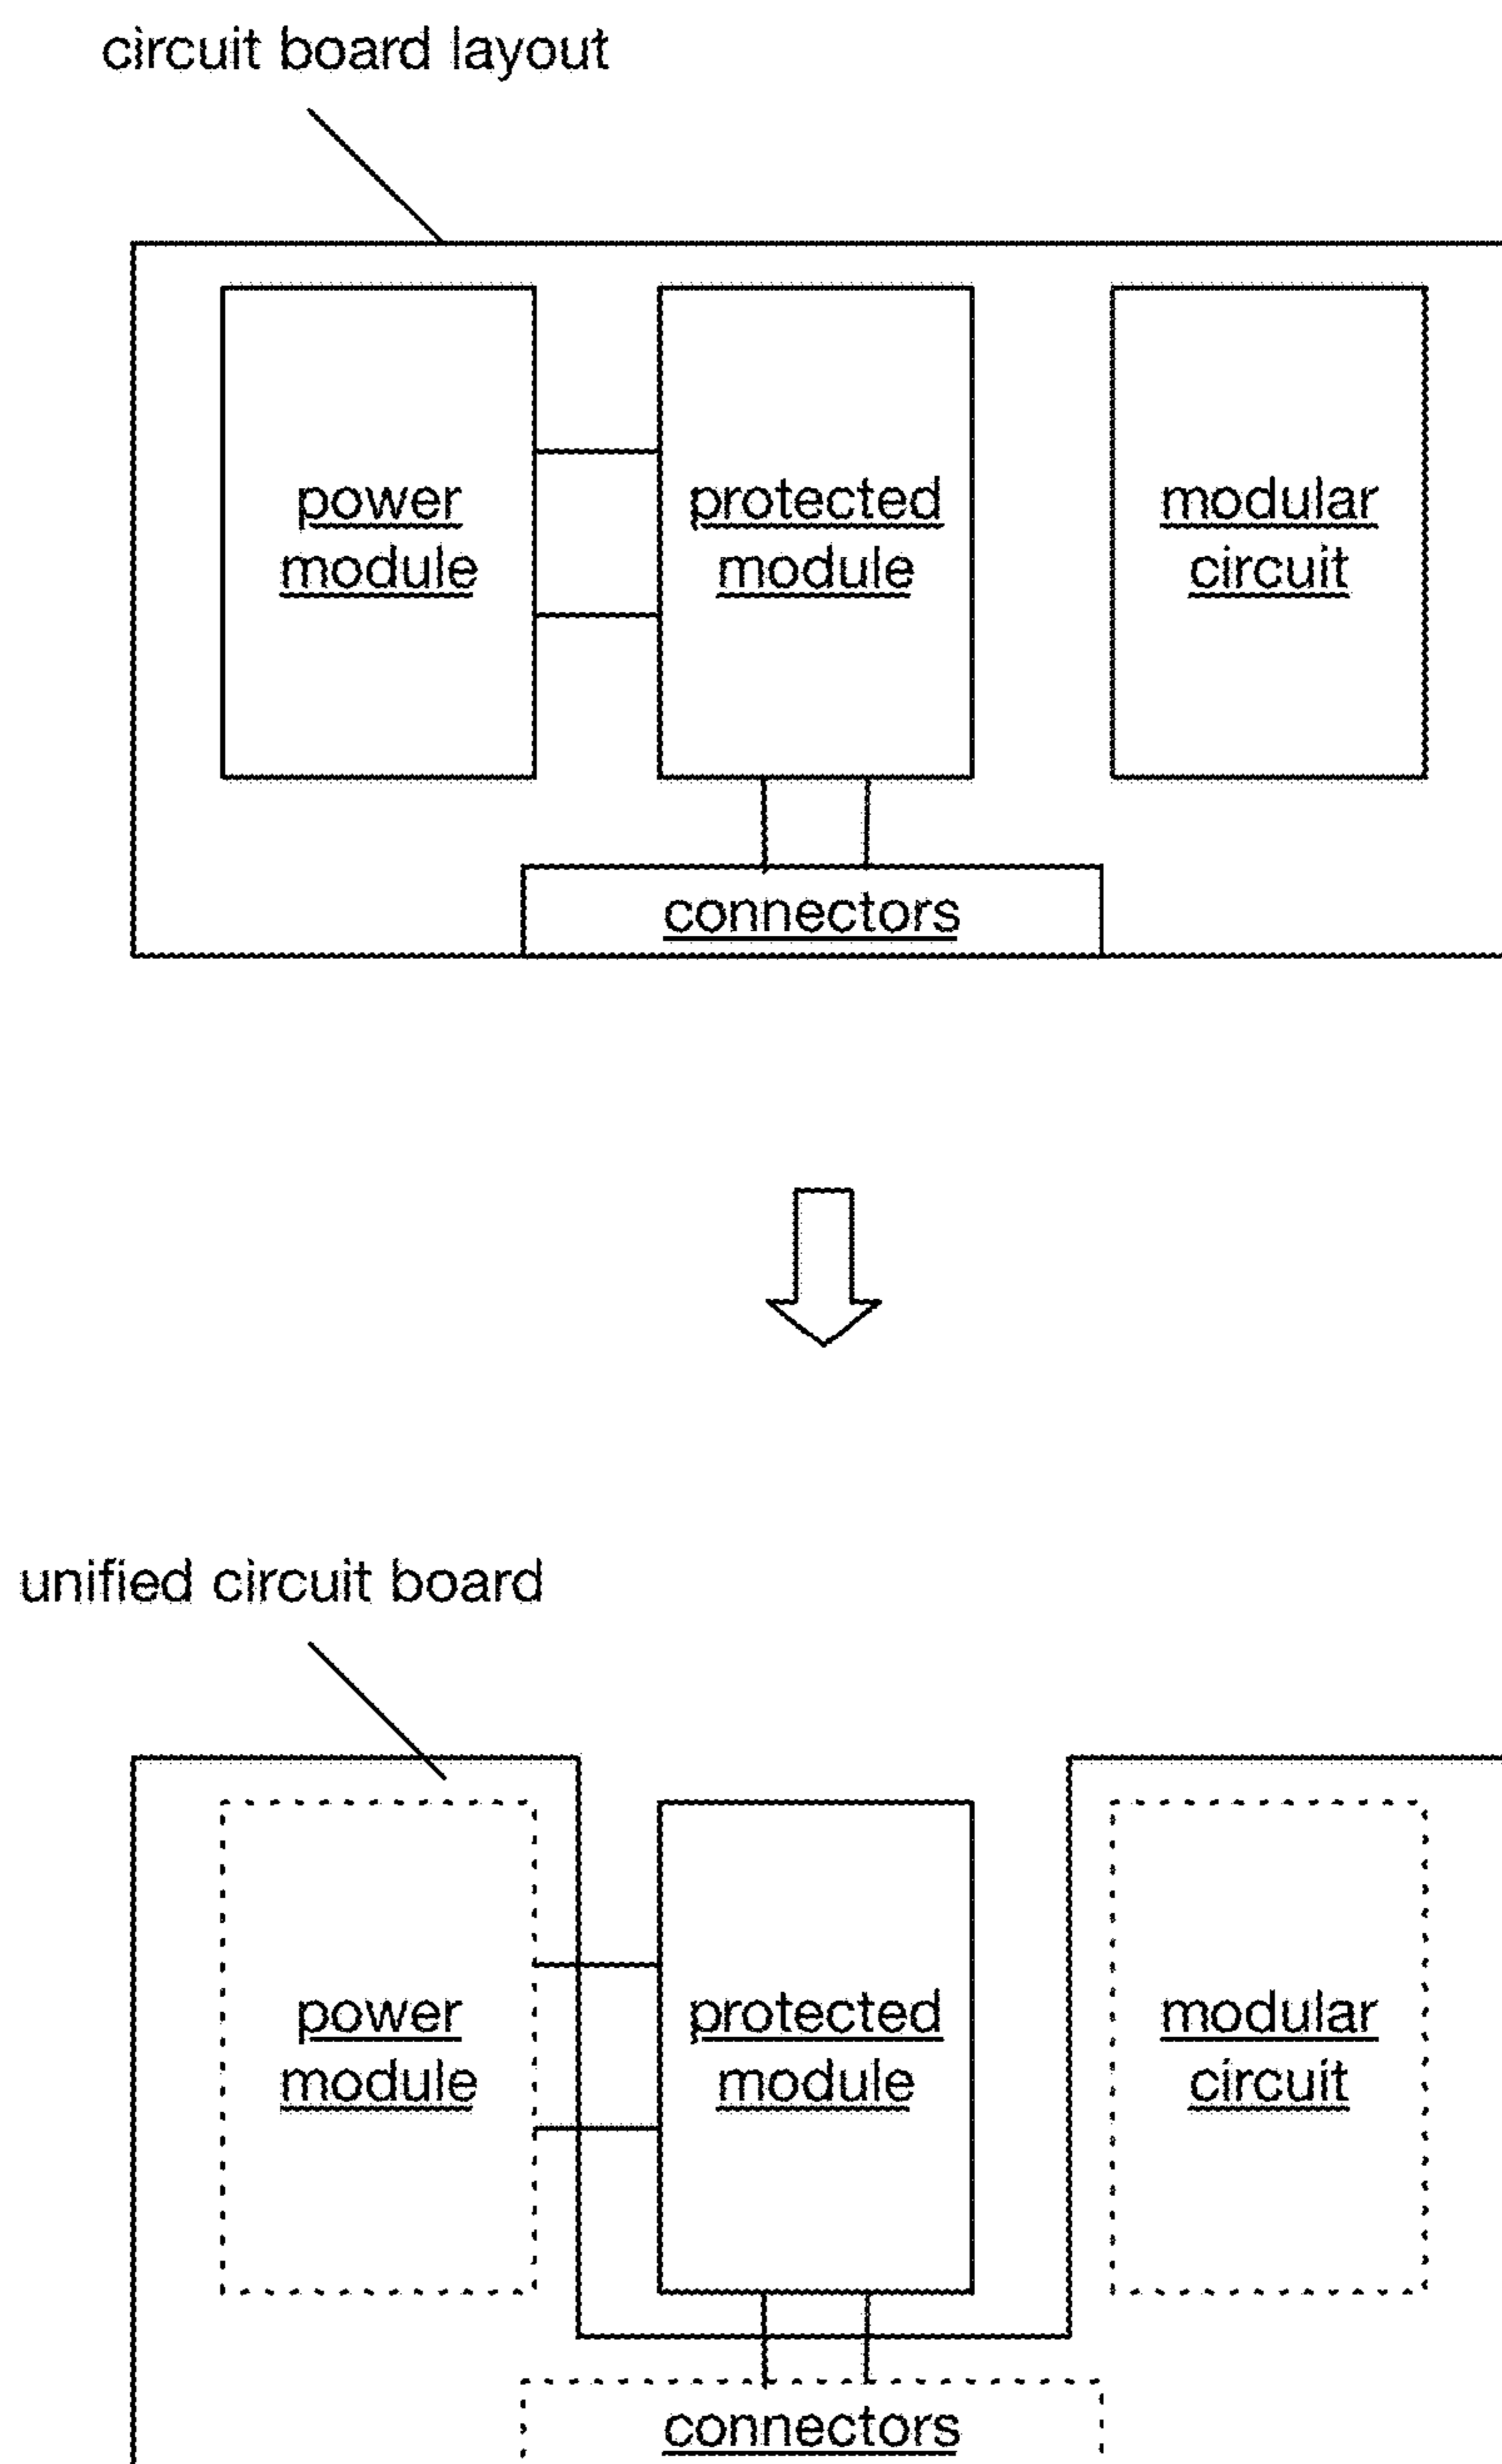 circuit board layout
power
module
protected
module
modular
circuit
connectors
unified circuit board
power
module
protected
module
modular
circuit
connectors